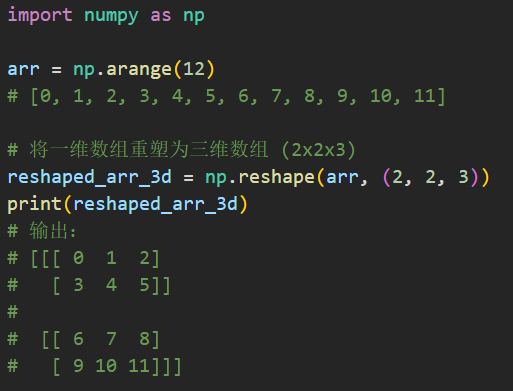 import numpy as np

arr = np.arange(12)
# [0, 1, 2, 3, 4, 5, 6, 7, 8, 9, 10, 11]

# 将一维数组重塑为三维数组 (2x2x3)
reshaped_arr_3d = np.reshape(arr, (2, 2, 3))
print(reshaped_arr_3d)
# 输出：
# [[[ 0  1  2]
#   [ 3  4  5]]
#
#  [[ 6  7  8]
#   [ 9 10 11]]]